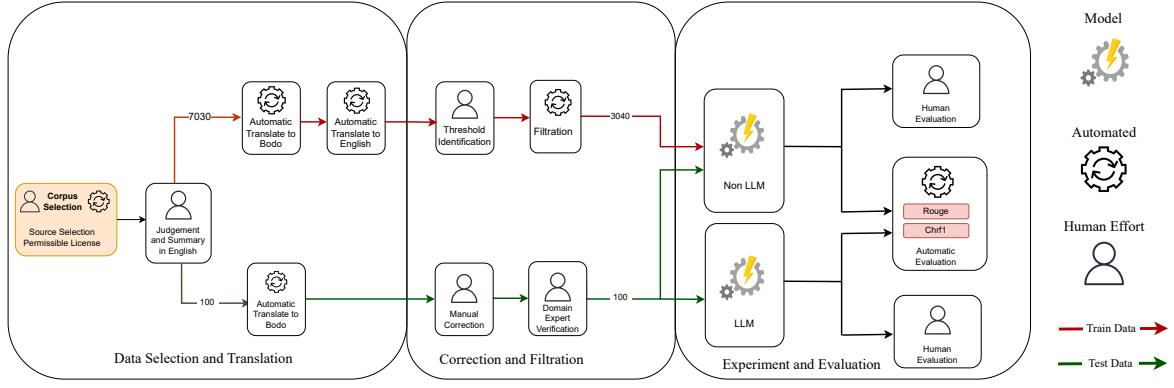 Corpus
Selection
Source Selection
Permissible License
Judgement
and Summary
in English
7030
Automatic
Translate to
Bodo
Automatic
Translate to
English
100
Automatic
Translate to
Bodo
Data Selection and Translation
Threshold
Identification
Filtration
3040
Manual
Correction
Domain
Expert
Verification
100
Correction and Filtration
Non LLM
LLM
Human
Evaluation
Rouge
Chrf1
Automatic
Evaluation
Human
Evaluation
Experiment and Evaluation
Model
Automated
Human Effort
Train Data
Test Data